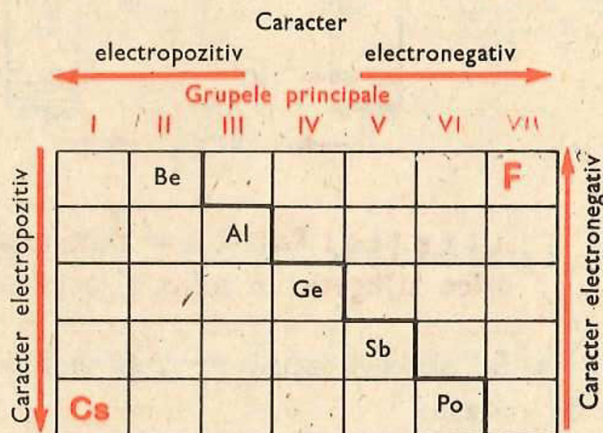 Caracter
electropozitiv electronegativ
Grupele principale
I II III IV V VI VII
Caracter electropozitiv
Be F
Al
Ge
Sb
Cs Po
Caracter electronegativ